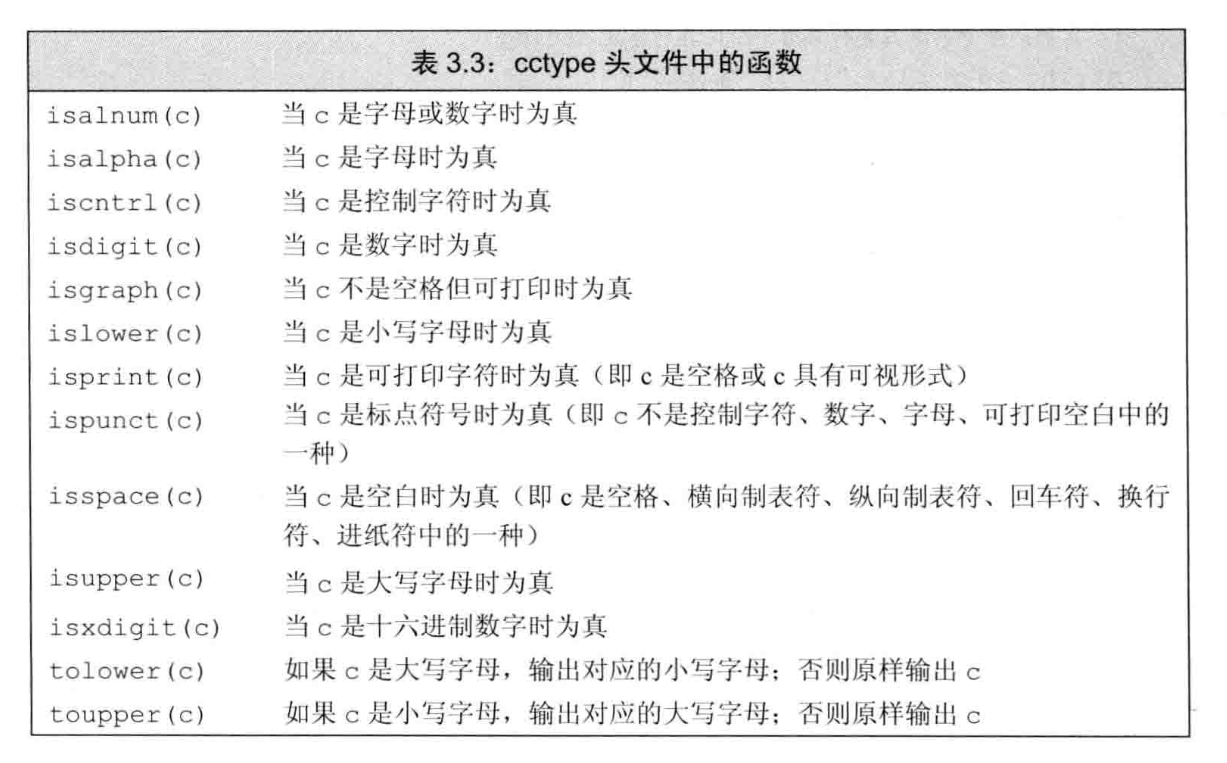 表 3.3：cctype 头文件中的函数
isalnum(c) 当 c 是字母或数字时为真
isalpha(c) 当 c 是字母时为真
iscntrl(c) 当 c 是控制字符时为真
isdigit(c) 当 c 是数字时为真
isgraph(c) 当 c 不是空格但可打印时为真
islower(c) 当 c 是小写字母时为真
isprint(c) 当 c 是可打印字符时为真（即 c 是空格或 c 具有可视形式）
ispunct(c) 当 c 是标点符号时为真（即 c 不是控制字符、数字、字母、可打印空白中的
一种）
isspace(c) 当 c 是空白时为真（即 c 是空格、横向制表符、纵向制表符、回车符、换行
符、进纸符中的一种）
isupper(c) 当 c 是大写字母时为真
isxdigit(c) 当 c 是十六进制数字时为真
tolower(c) 如果 c 是大写字母，输出对应的小写字母；否则原样输出 c
toupper(c) 如果 c 是小写字母，输出对应的大写字母；否则原样输出 c